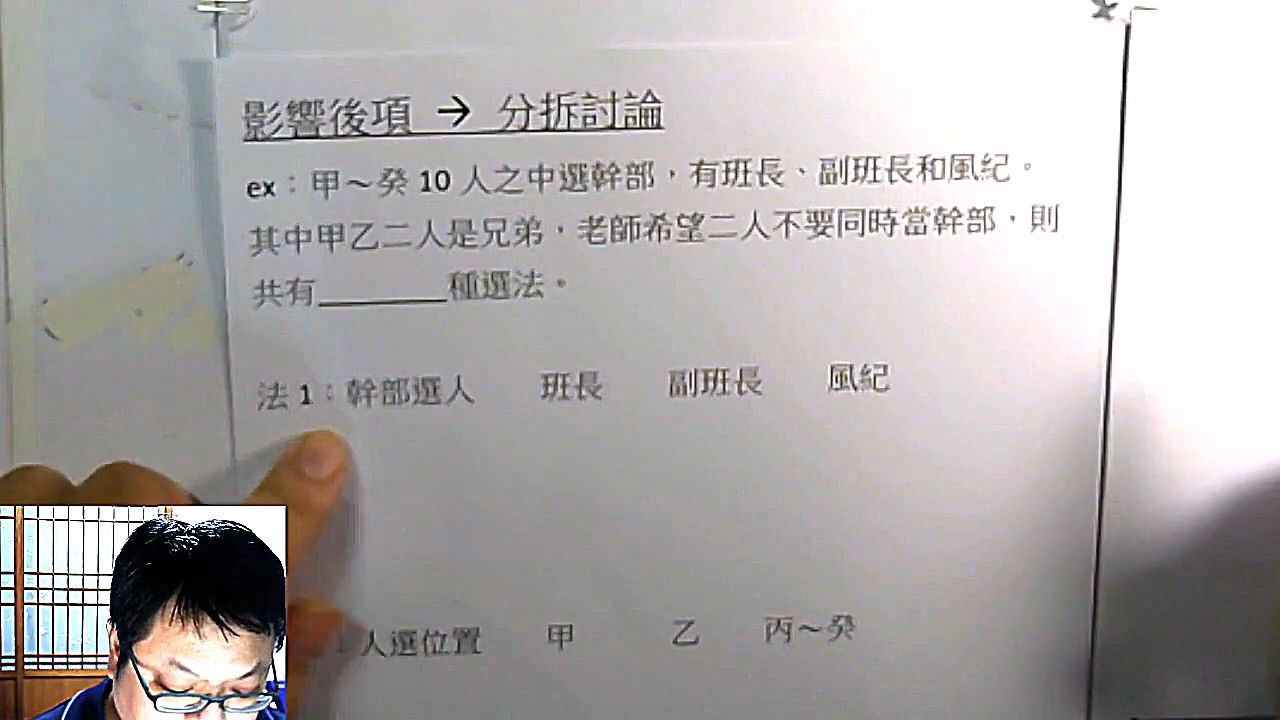 影響後項 → 分拆討論
ex：甲～癸 10 人之中選幹部，有班長、副班長和風紀。
其中甲乙二人是兄弟，老師希望二人不要同時當幹部，則
共有________種選法。
法 1：幹部選人 班長 副班長 風紀
人選位置 甲 乙 丙～癸